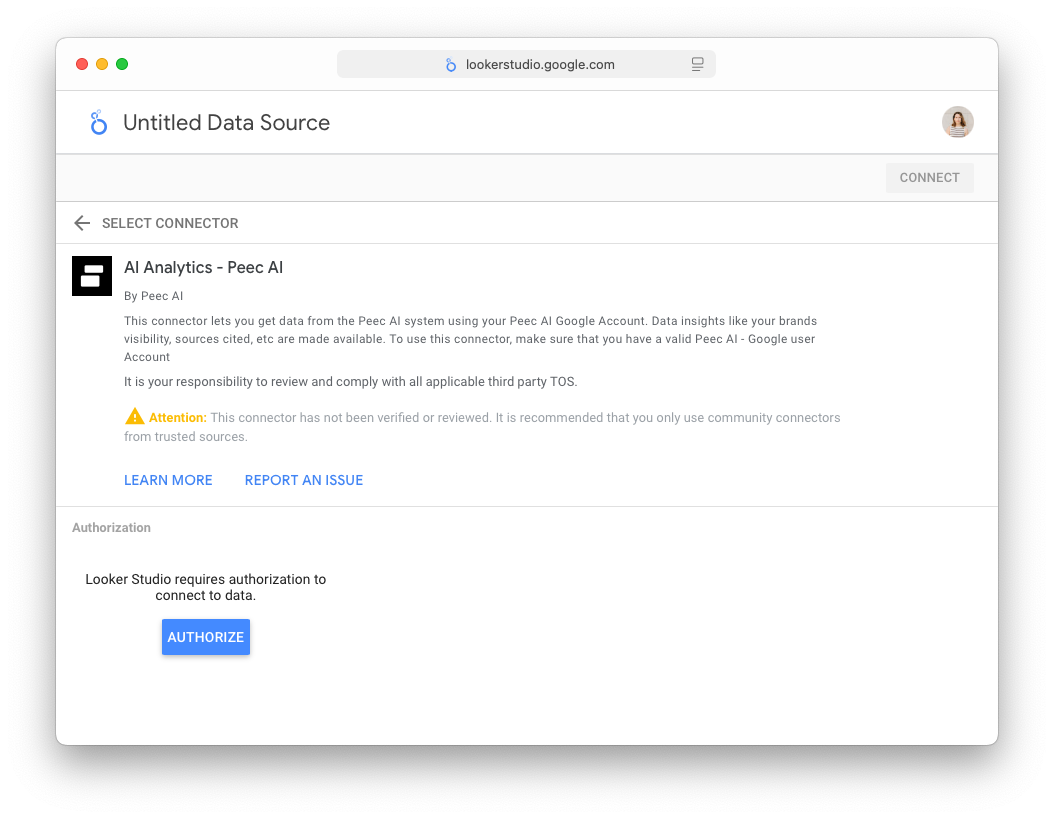 lookerstudio.google.com
Untitled Data Source
CONNECT
SELECT CONNECTOR
AI Analytics - Peec AI
By Peec AI
This connector lets you get data from the Peec AI system using your Peec AI Google Account. Data insights like your brands
visibility, sources cited, etc are made available. To use this connector, make sure that you have a valid Peec AI - Google user
Account
It is your responsibility to review and comply with all applicable third party TOS.
Attention: This connector has not been verified or reviewed. It is recommended that you only use community connectors
from trusted sources.
LEARN MORE REPORT AN ISSUE
Authorization
Looker Studio requires authorization to
connect to data.
AUTHORIZE